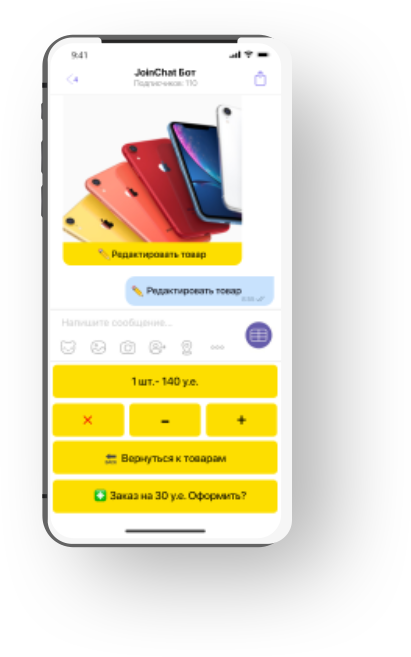 9:41
JoinChat Бот
Подписчиков: 110
4
✏️ Редактировать товар
✏️ Редактировать товар
Напишите сообщение...
1 шт.- 140 у.е.
×
-
+
Вернуться к товарам
Заказ на 30 у.е. Оформить?